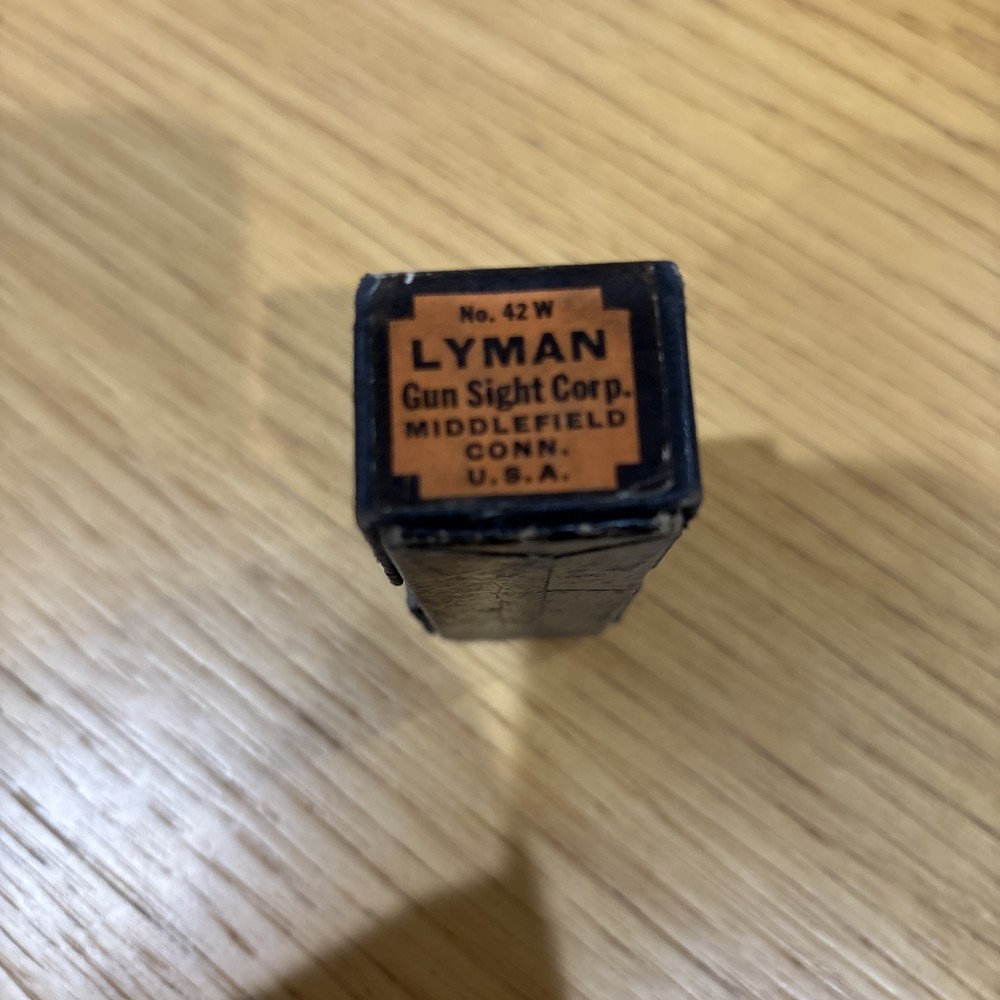 No. 42 W
LYMAN
Gun Sight Corp.
MIDDLEFIELD
CONN.
U.S.A.